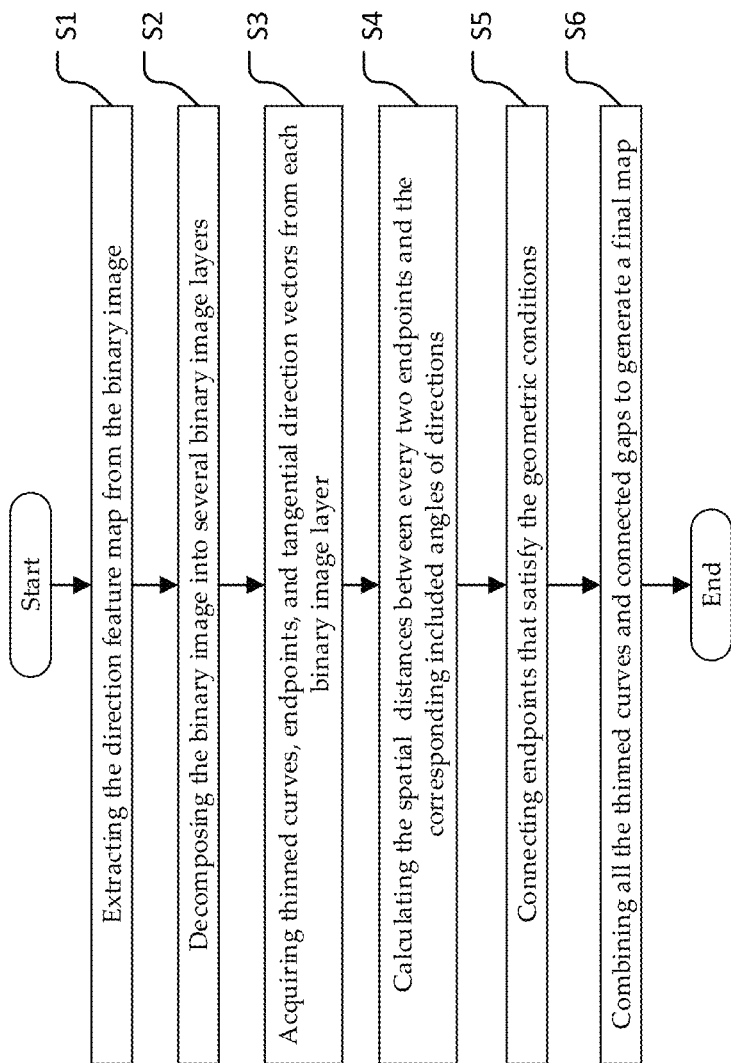 Start
Extracting the direction feature map from the binary image
S1
Decomposing the binary image into several binary image layers
S2
Acquiring thinned curves, endpoints, and tangential direction vectors from each
binary image layer
S3
Calculating the spatial distances between every two endpoints and the
corresponding included angles of directions
S4
Connecting endpoints that satisfy the geometric conditions
S5
Combining all the thinned curves and connected gaps to generate a final map
S6
End